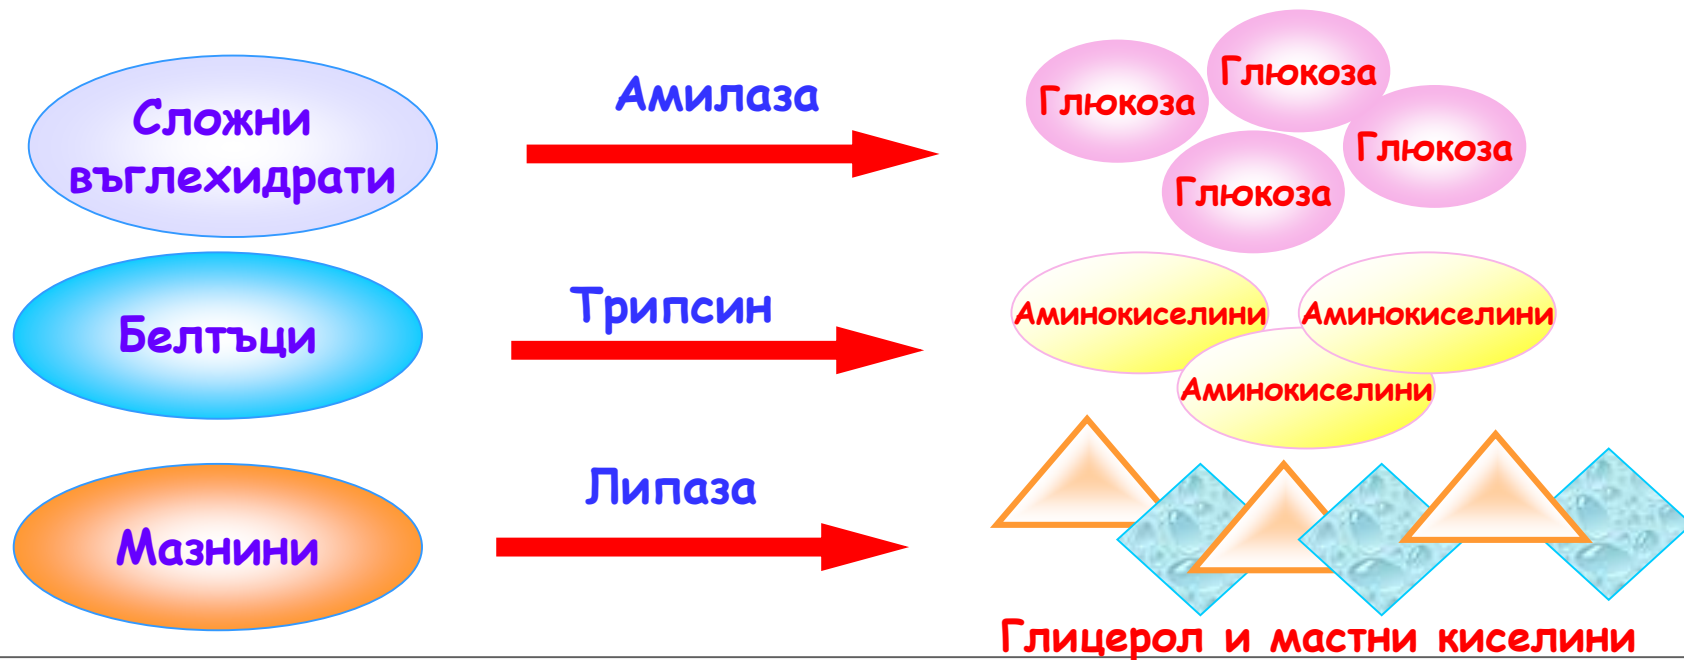 Сложни
въглехидрати
Амилаза
Глюкоза
Глюкоза
Глюкоза
Глюкоза
Белтъци
Трипсин
Аминокиселини
Аминокиселини
Аминокиселини
Мазнини
Липаза
Глицерол и мастни киселини